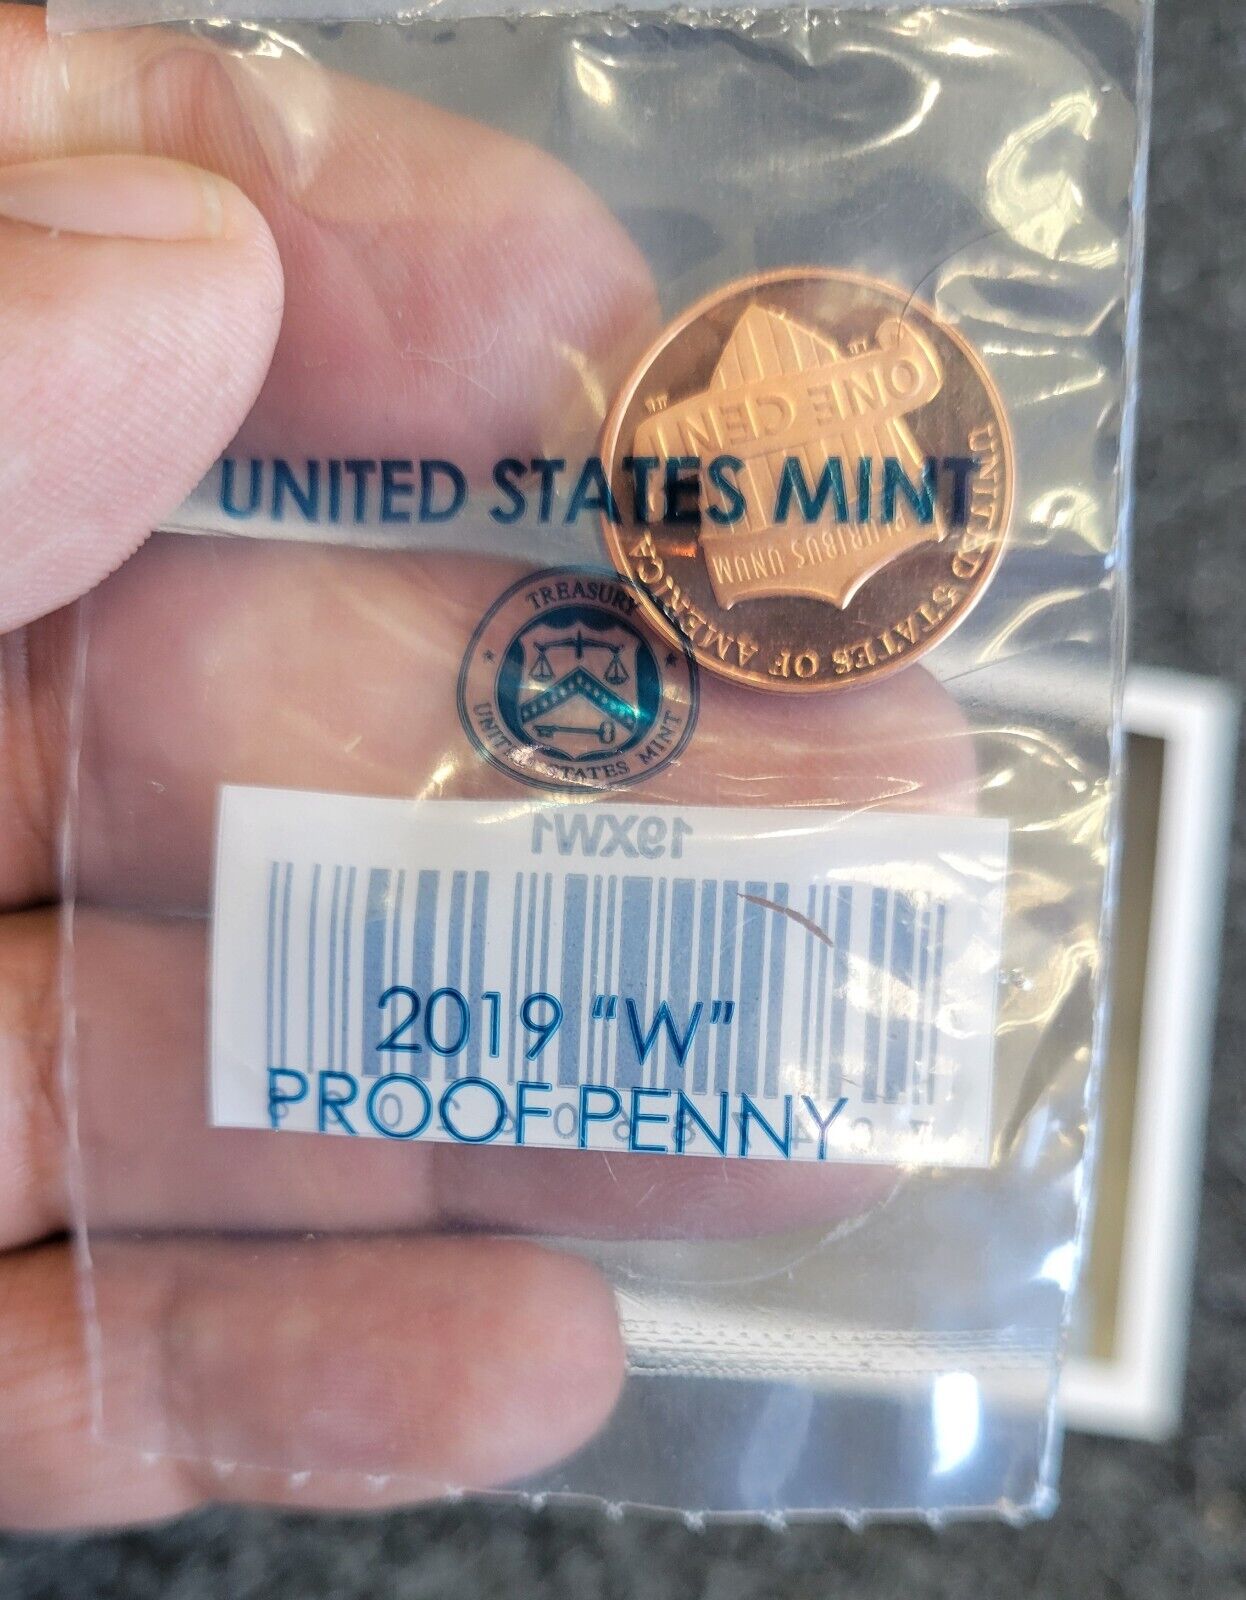 ONE CENT
PLURIBUS UNUM
UNITED STATES OF AMERICA
UNITED STATES MINT
TREASURY
UNITED STATES MINT
19XW1
2019 "W"
PROOF PENNY